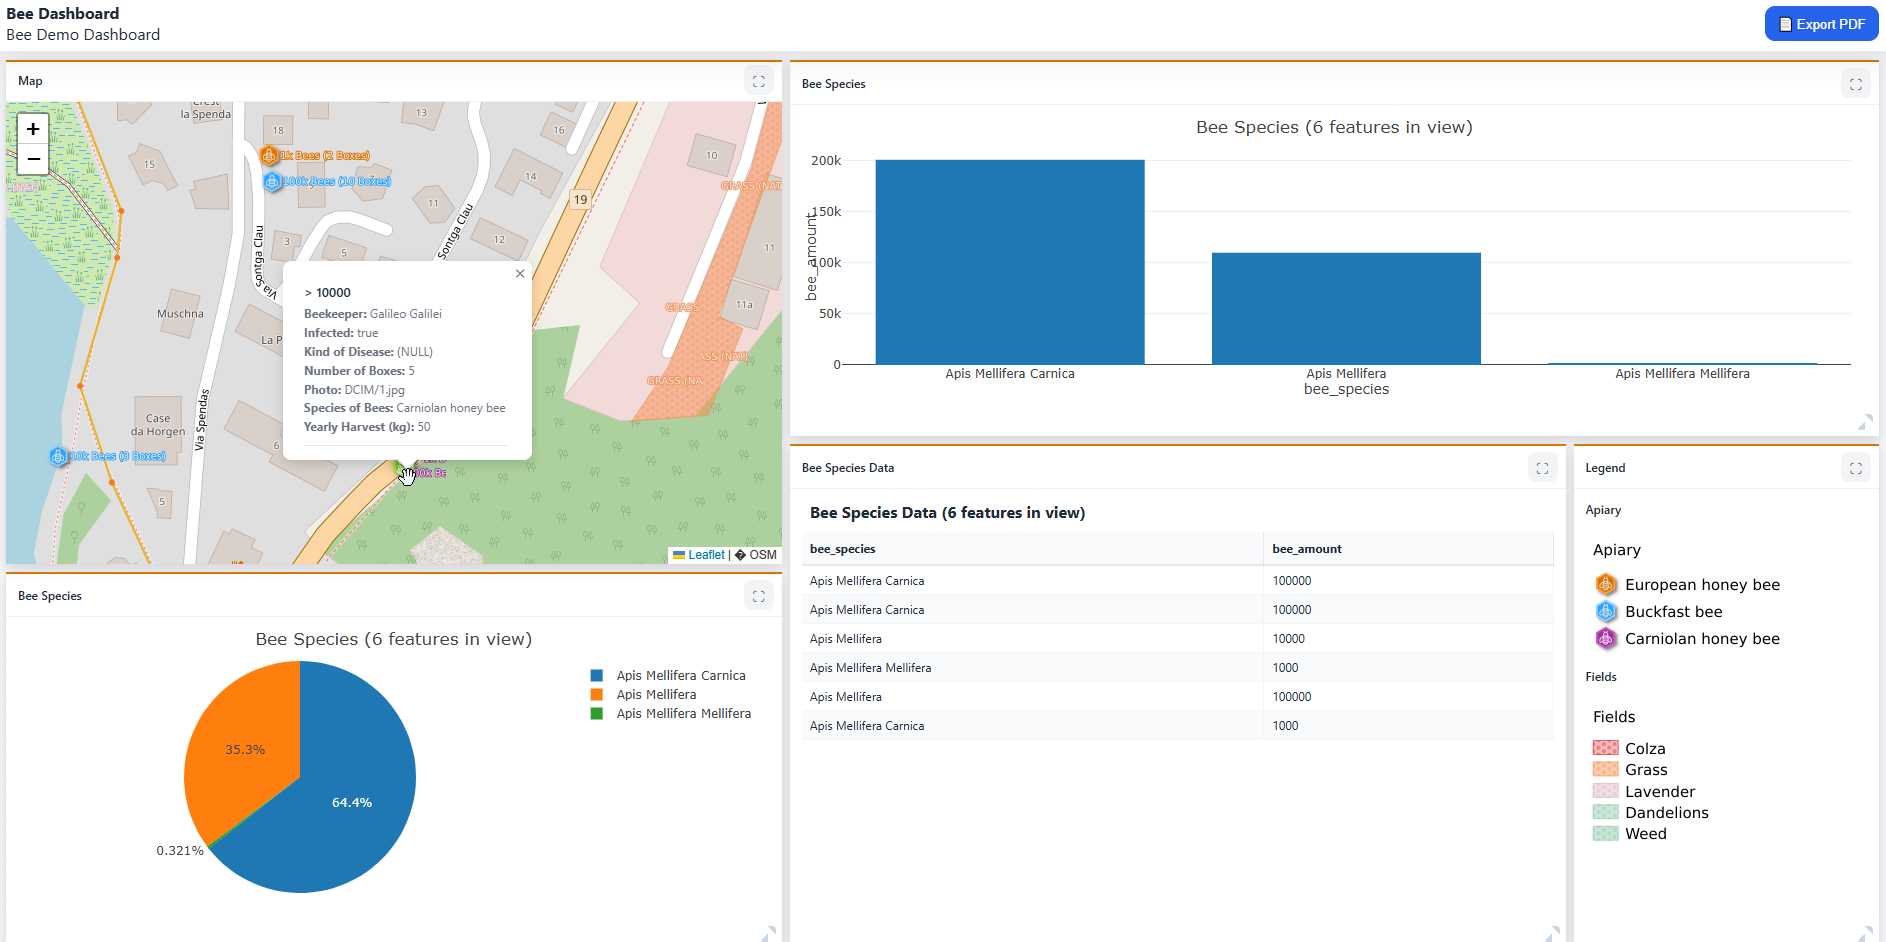 Bee Dashboard
Bee Demo Dashboard
Export PDF
Map
+
−
Crest
la Spenda
13
18
16
15
10
14
1k Bees (2 Boxes)
100k Bees (10 Boxes)
GRASS (NAT
(NAT)
19
11
3
5
12
11
Via Sontga Clau
Sontga Clau
Muschna
La P
GRASS
11a
ASS (NAT)
GRASS (NA
Case
da Horgen
Via Spendas
6
10k Bees (3 Boxes)
5
00k Be
> 10000
Beekeeper: Galileo Galilei
Infected: true
Kind of Disease: (NULL)
Number of Boxes: 5
Photo: DCIM/1.jpg
Species of Bees: Carniolan honey bee
Yearly Harvest (kg): 50
Leaflet | � OSM
Bee Species
Bee Species (6 features in view)
200k
150k
100k
50k
0
bee_amount
Apis Mellifera Carnica
Apis Mellifera
Apis Mellifera Mellifera
bee_species
Bee Species
Bee Species (6 features in view)
Apis Mellifera Carnica
Apis Mellifera
Apis Mellifera Mellifera
35.3%
64.4%
0.321%
Bee Species Data
Bee Species Data (6 features in view)
bee_species bee_amount
Apis Mellifera Carnica 100000
Apis Mellifera Carnica 100000
Apis Mellifera 10000
Apis Mellifera Mellifera 1000
Apis Mellifera 100000
Apis Mellifera Carnica 1000
Legend
Apiary
Apiary
European honey bee
Buckfast bee
Carniolan honey bee
Fields
Fields
Colza
Grass
Lavender
Dandelions
Weed